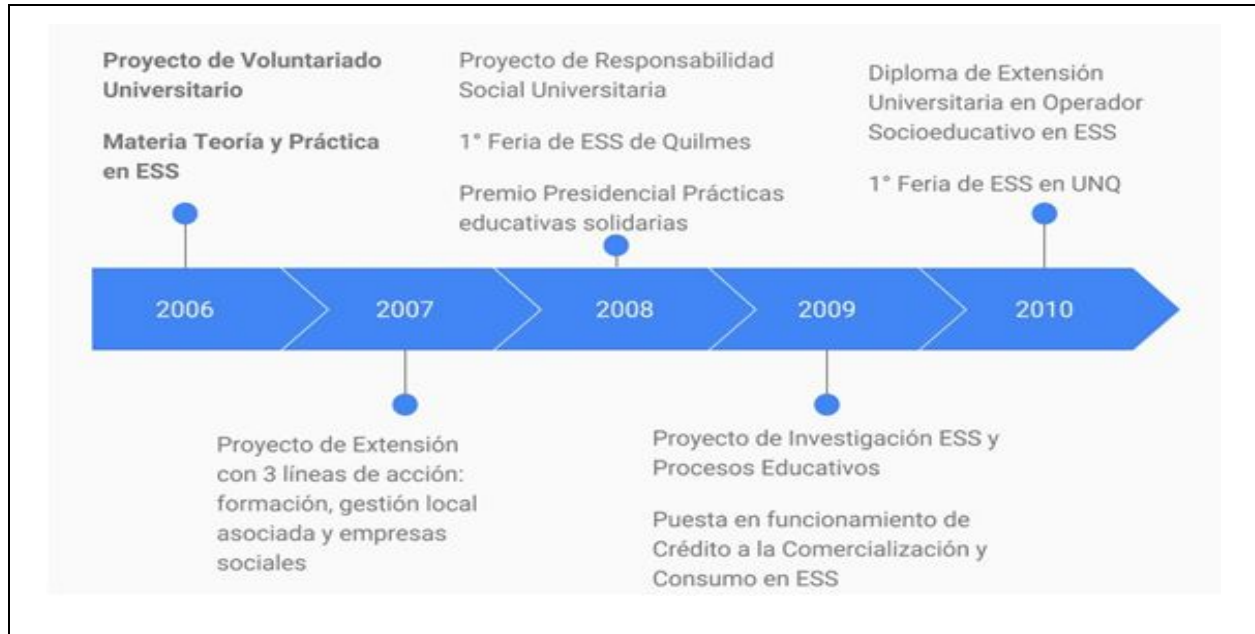 Proyecto de Voluntariado
Universitario
Materia Teoría y Práctica
en ESS
Proyecto de Responsabilidad
Social Universitaria
1° Feria de ESS de Quilmes
Premio Presidencial Prácticas
educativas solidarias
Diploma de Extensión
Universitaria en Operador
Socioeducativo en ESS
1° Feria de ESS en UNQ
2006
2007
2008
2009
2010
Proyecto de Extensión
con 3 líneas de acción:
formación, gestión local
asociada y empresas
sociales
Proyecto de Investigación ESS y
Procesos Educativos
Puesta en funcionamiento de
Crédito a la Comercialización y
Consumo en ESS